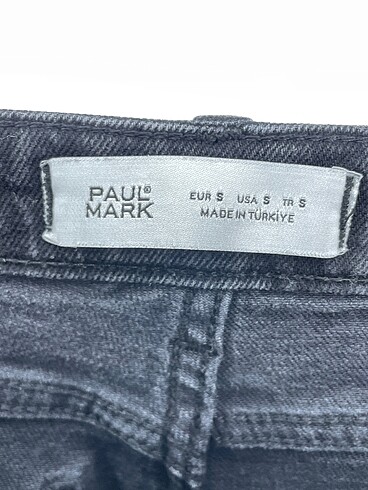 PAUL®
MARK
EUR S USA S TR S
MADE IN TÜRKİYE